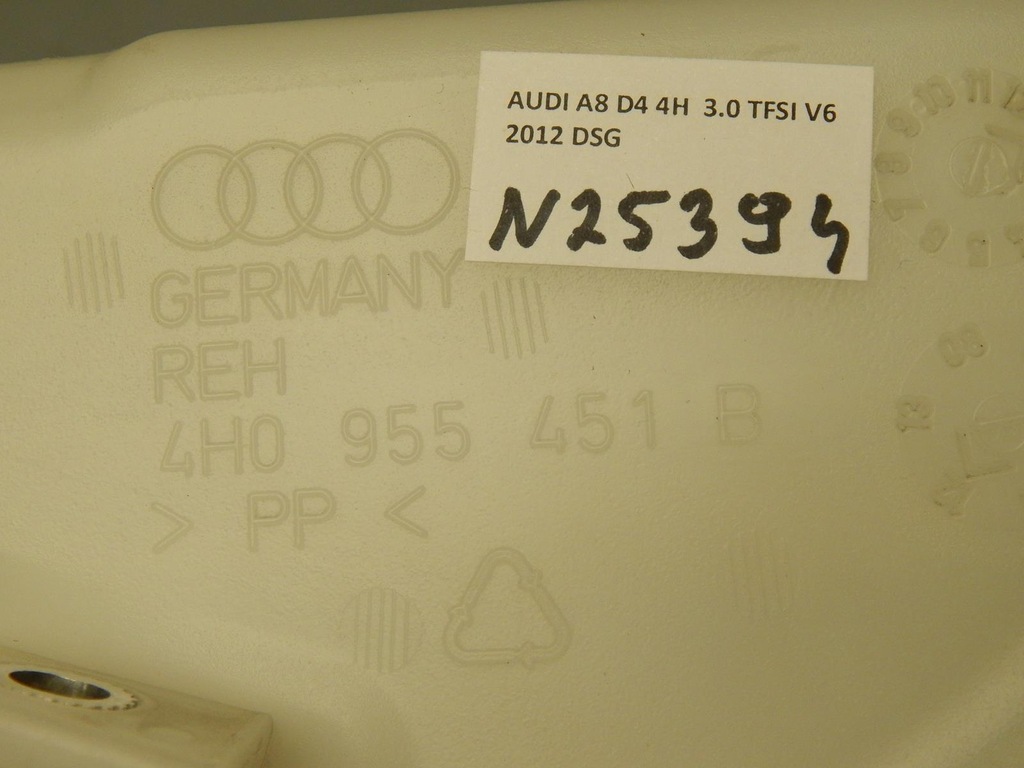 AUDI A8 D4 4H 3.0 TFSI V6
2012 DSG
N25394
GERMANY
REH
4H0 955 451 B
> PP <